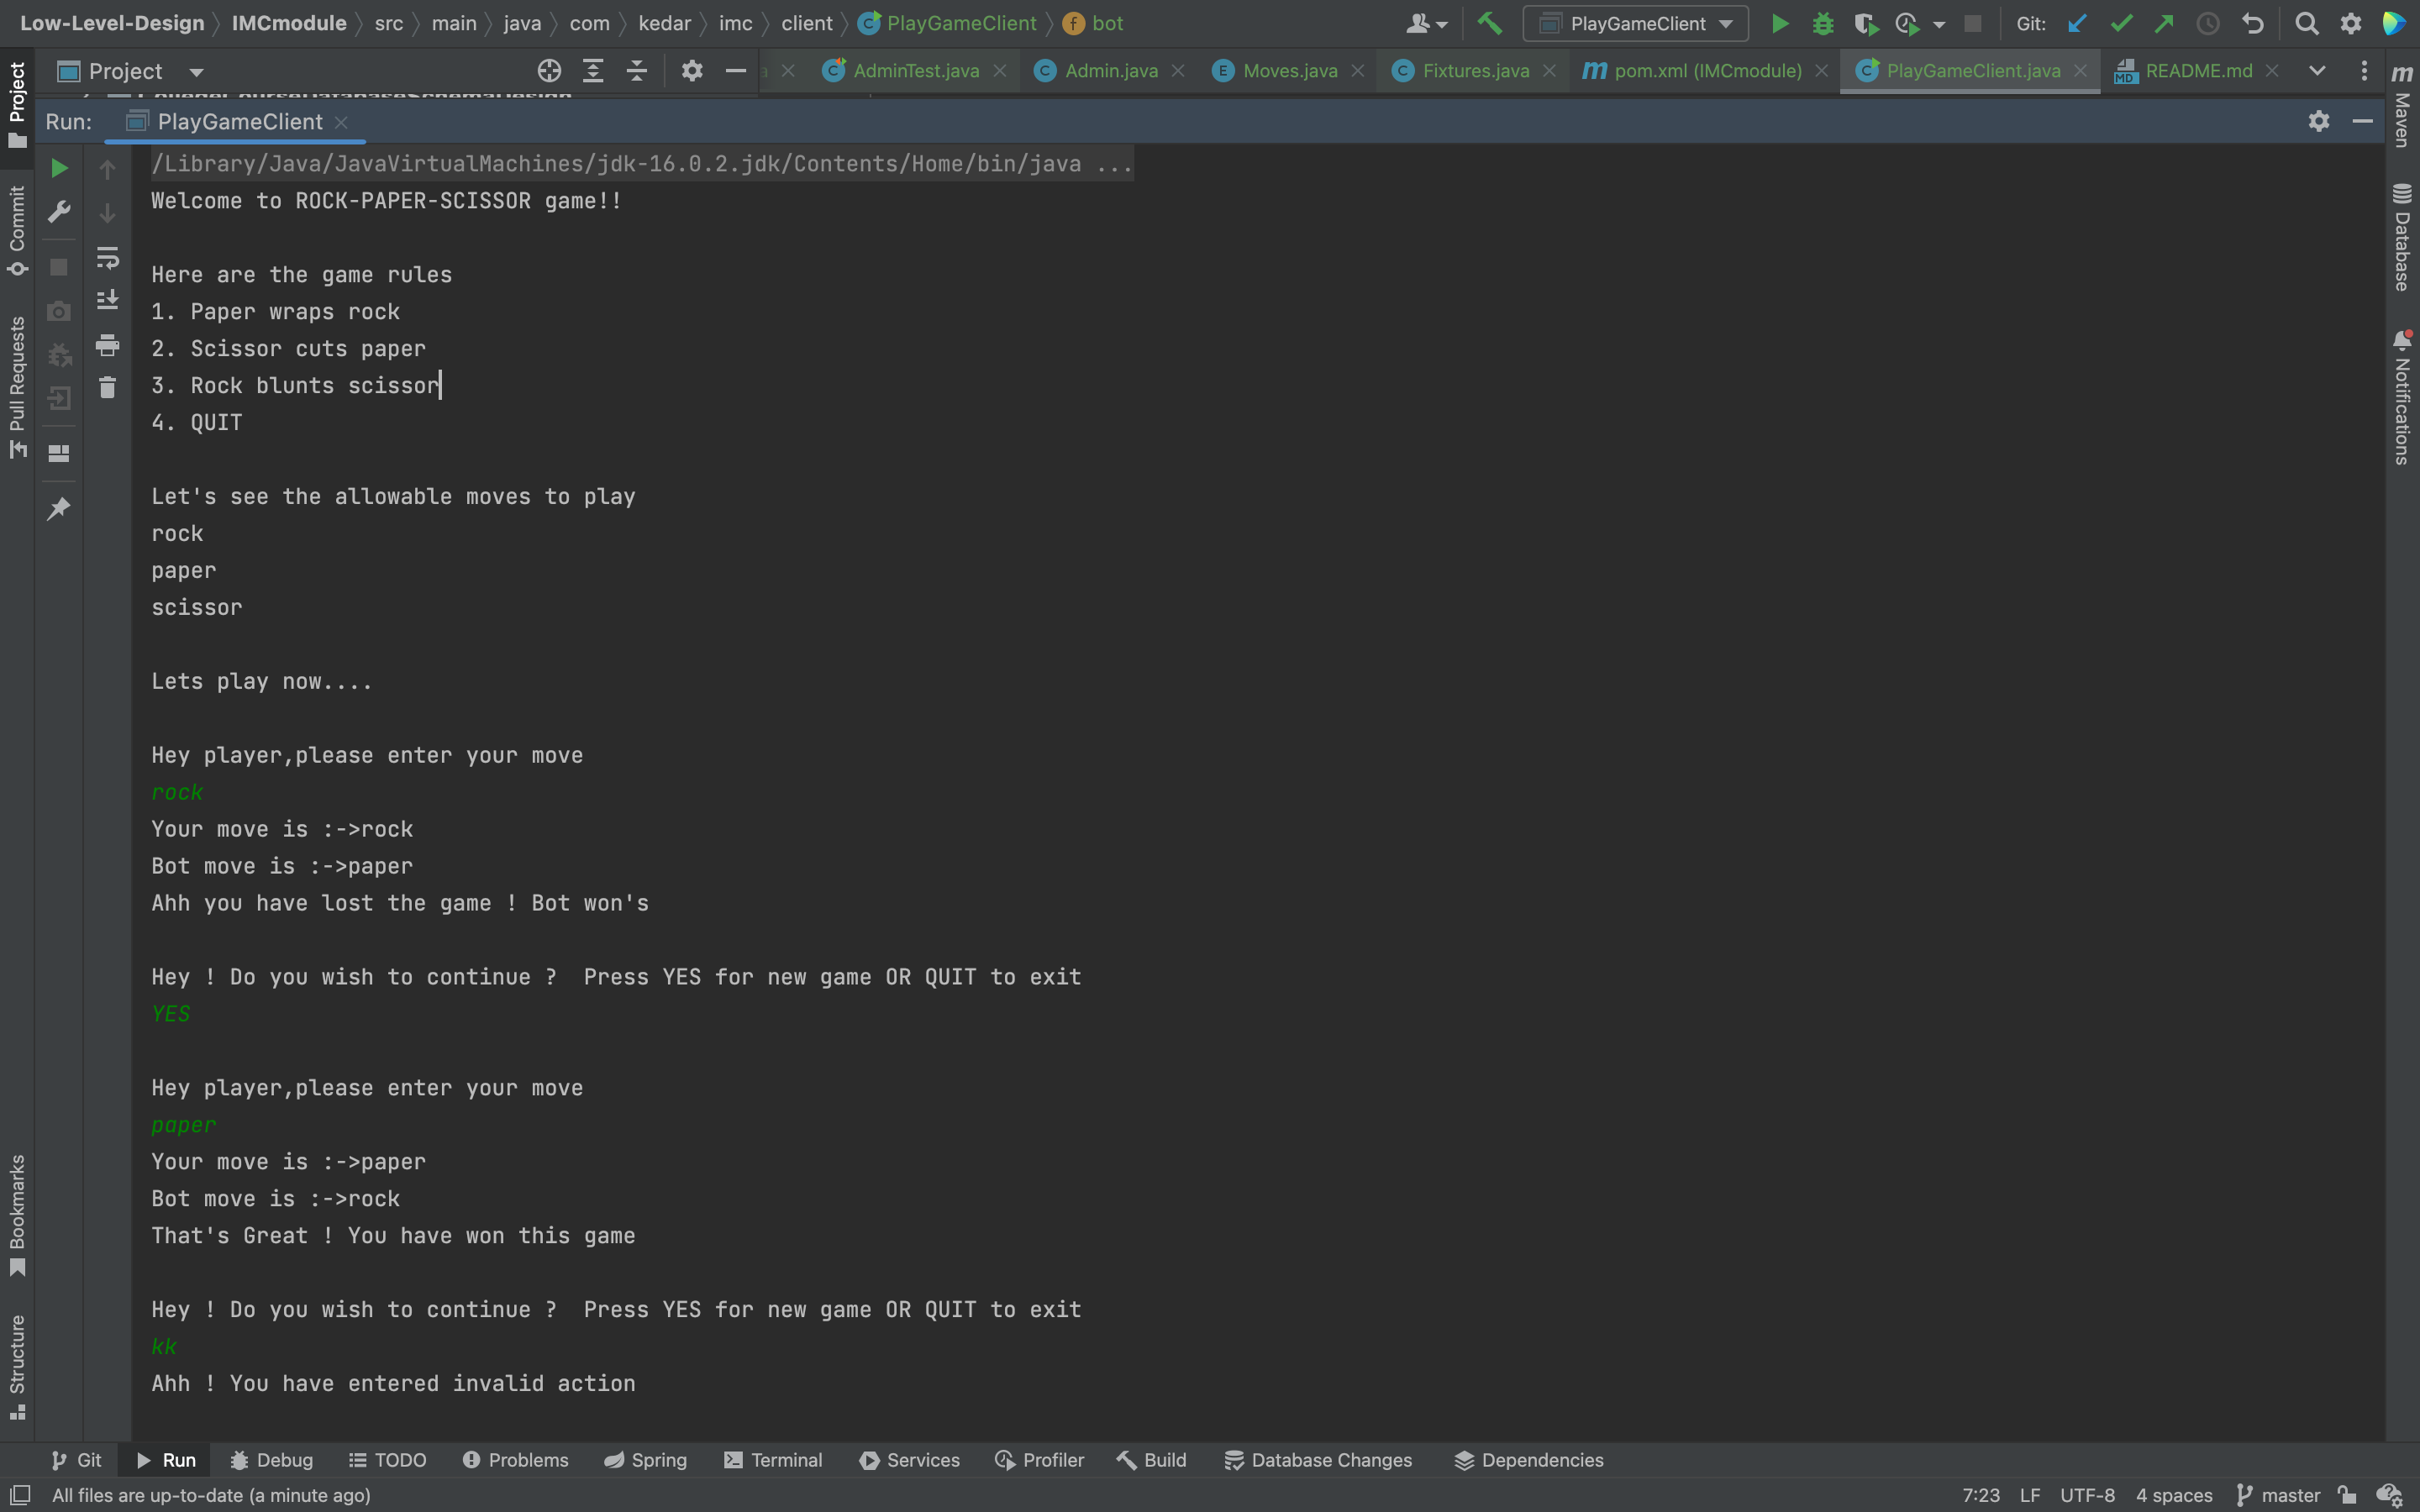 Low-Level-Design IMCmodule src main java com kedar imc client PlayGameClient bot
PlayGameClient Git:
Project
AdminTest.java Admin.java Moves.java Fixtures.java pom.xml (IMCmodule) PlayGameClient.java README.md
Run: PlayGameClient
/Library/Java/JavaVirtualMachines/jdk-16.0.2.jdk/Contents/Home/bin/java ...
Welcome to ROCK-PAPER-SCISSOR game!!
Here are the game rules
1. Paper wraps rock
2. Scissor cuts paper
3. Rock blunts scissor
4. QUIT
Let's see the allowable moves to play
rock
paper
scissor
Lets play now....
Hey player,please enter your move
rock
Your move is :->rock
Bot move is :->paper
Ahh you have lost the game ! Bot won's
Hey ! Do you wish to continue ?  Press YES for new game OR QUIT to exit
YES
Hey player,please enter your move
paper
Your move is :->paper
Bot move is :->rock
That's Great ! You have won this game
Hey ! Do you wish to continue ?  Press YES for new game OR QUIT to exit
kk
Ahh ! You have entered invalid action
Project
Commit
Pull Requests
Bookmarks
Structure
m
Maven
Database
Notifications
Git Run Debug TODO Problems Spring Terminal Services Profiler Build Database Changes Dependencies
All files are up-to-date (a minute ago) 7:23 LF UTF-8 4 spaces master